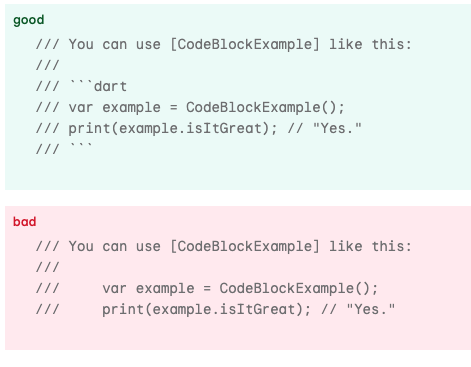 good
/// You can use [CodeBlockExample] like this:
///
/// ```dart
/// var example = CodeBlockExample();
/// print(example.isItGreat); // "Yes."
/// ```
bad
/// You can use [CodeBlockExample] like this:
///
///     var example = CodeBlockExample();
///     print(example.isItGreat); // "Yes."